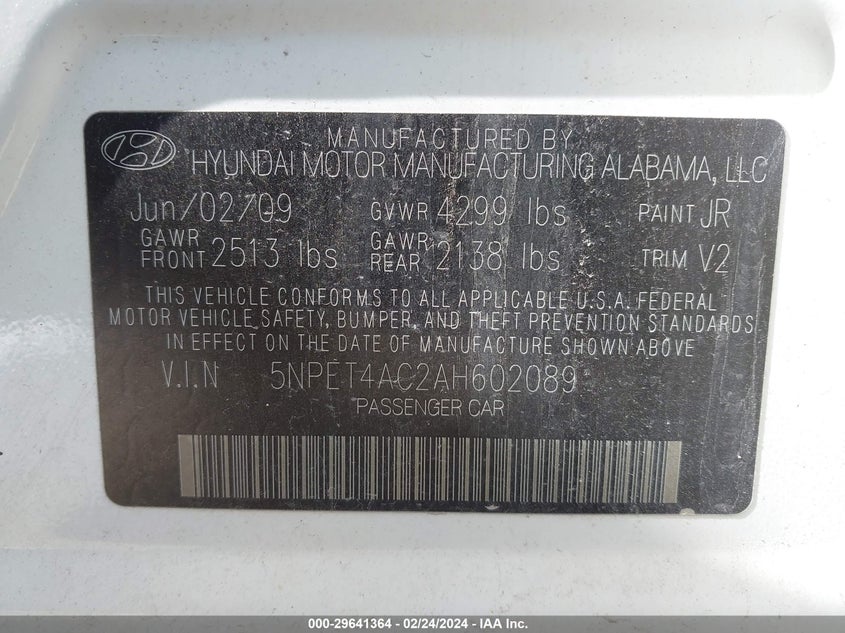 MANUFACTURED BY
HYUNDAI MOTOR MANUFACTURING ALABAMA, LLC
Jun/02/09 GVWR 4299 lbs PAINT JR
GAWR FRONT 2513 lbs GAWR REAR 2138 lbs TRIM V2
THIS VEHICLE CONFORMS TO ALL APPLICABLE U.S.A. FEDERAL
MOTOR VEHICLE SAFETY, BUMPER, AND THEFT PREVENTION STANDARDS
IN EFFECT ON THE DATE OF MANUFACTURE SHOWN ABOVE
V.I.N 5NPET4AC2AH602089
PASSENGER CAR
000-29641364 - 02/24/2024 - IAA Inc.